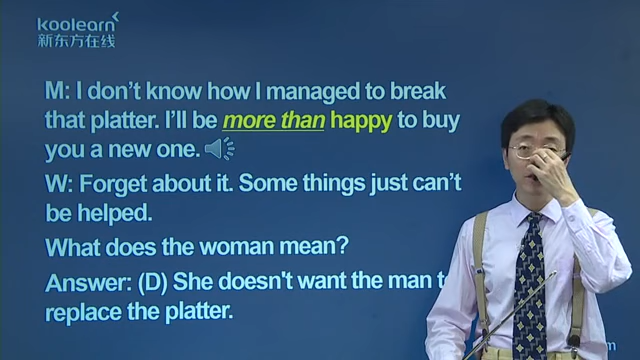 koolearn
新东方在线
M: I don't know how I managed to break
that platter. I'll be more than happy to buy
you a new one.
W: Forget about it. Some things just can't
be helped.
What does the woman mean?
Answer: (D) She doesn't want the man
replace the platter.